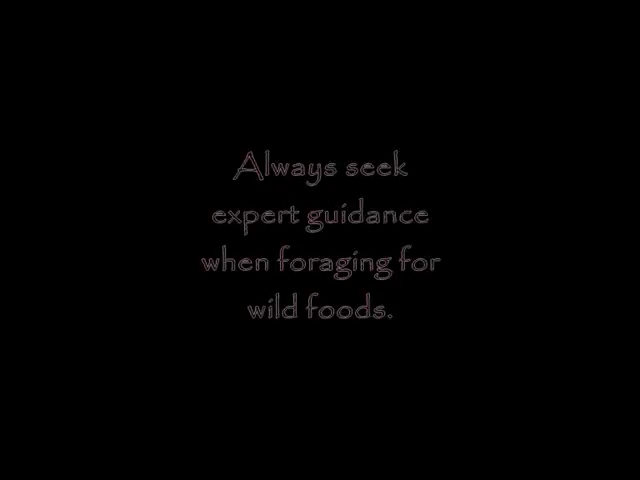 Always seek
expert guidance
when foraging for
wild foods.